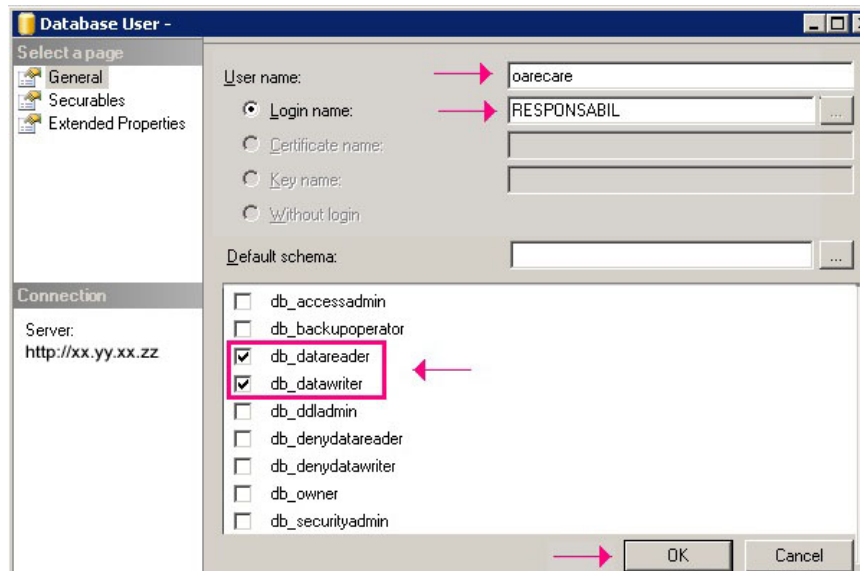 Database User -
Select a page
General
Securables
Extended Properties
User name:
oarecare
Login name:
RESPONSABIL
...
Certificate name:
Key name:
Without login
Default schema:
...
db_accessadmin
db_backupoperator
db_datareader
db_datawriter
db_ddladmin
db_denydatareader
db_denydatawriter
db_owner
db_securityadmin
Connection
Server:
http://xx.yy.xx.zz
OK
Cancel